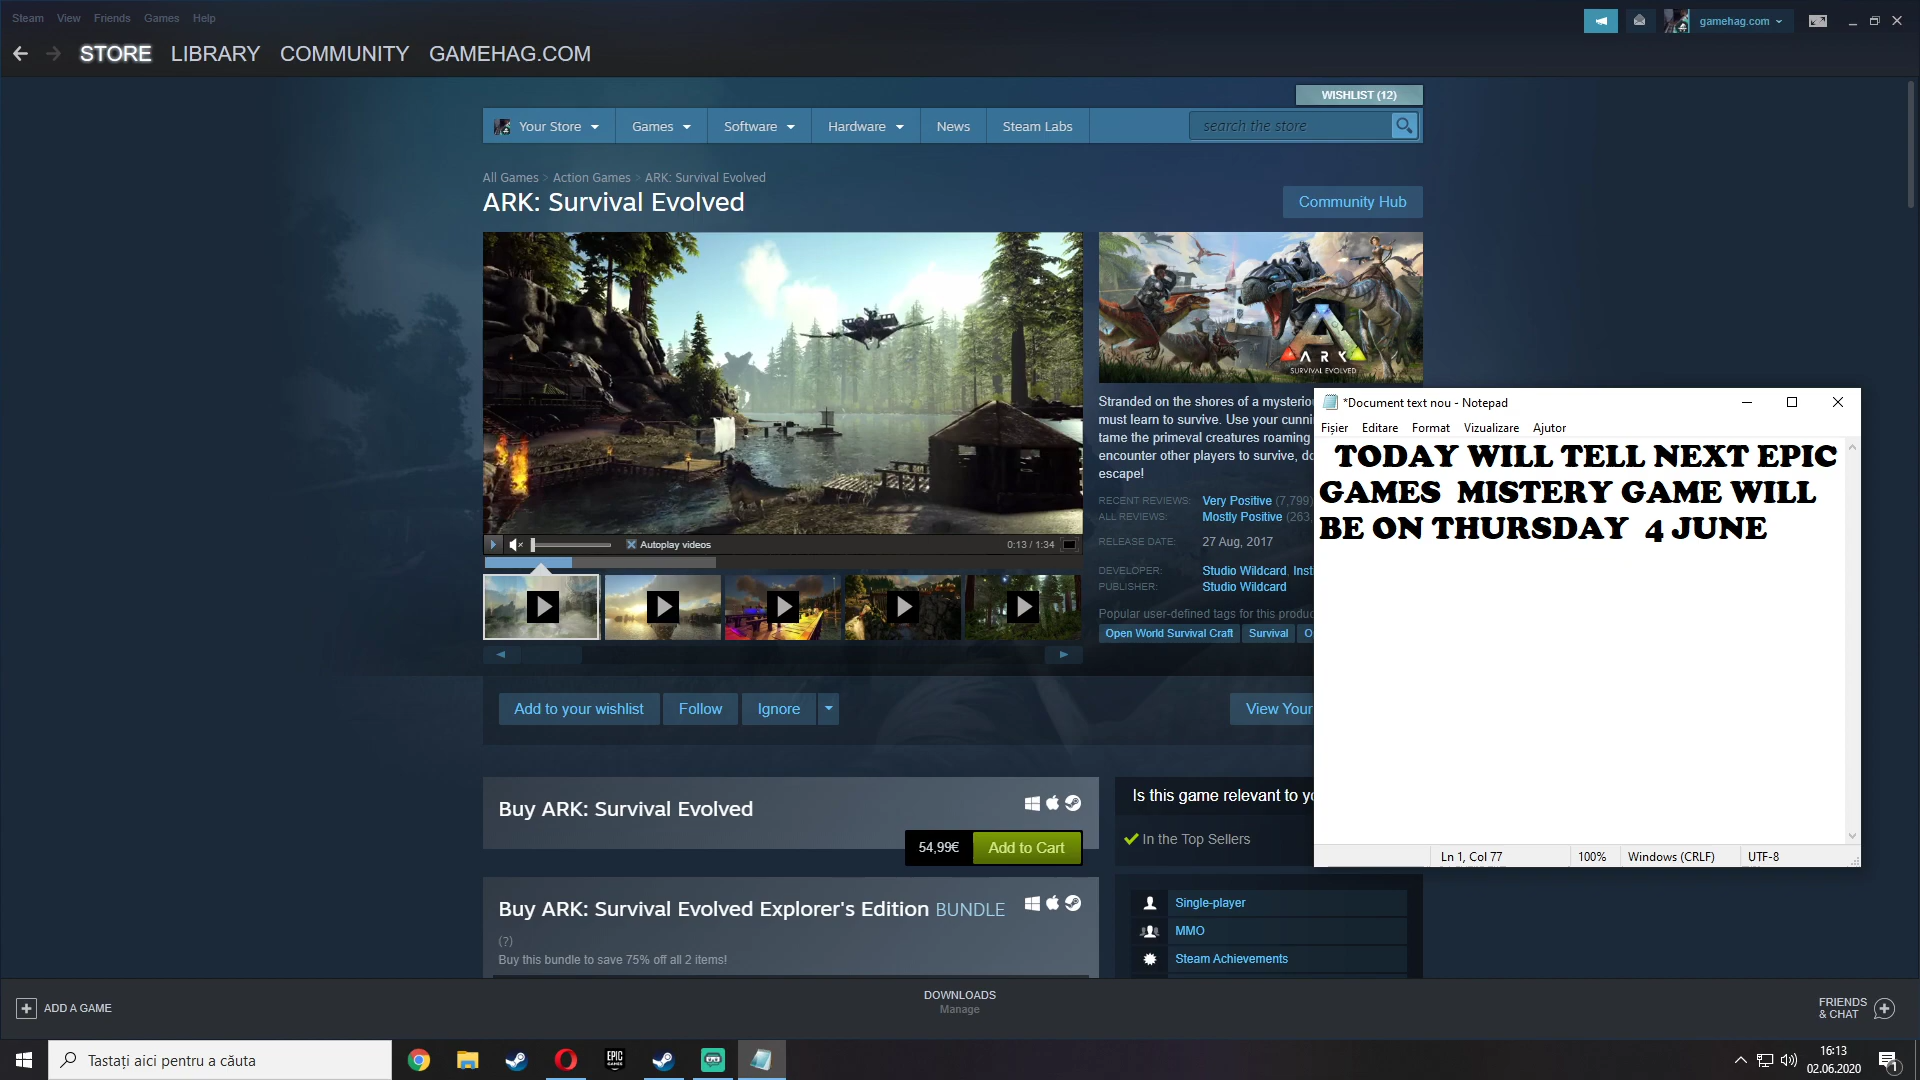 Steam View Friends Games Help
gamehag.com
STORE LIBRARY COMMUNITY GAMEHAG.COM
WISHLIST (12)
Your Store Games Software Hardware News Steam Labs
search the store
All Games > Action Games > ARK: Survival Evolved
ARK: Survival Evolved
Community Hub
ARK
SURVIVAL EVOLVED
Stranded on the shores of a
must learn to survive. Use your
tame the primeval creatures roaming
encounter other players to survive,
escape!
RECENT REVIEWS: Very Positive (7,799)
ALL REVIEWS: Mostly Positive (263,
RELEASE DATE: 27 Aug, 2017
DEVELOPER: Studio Wildcard,
PUBLISHER: Studio Wildcard
Popular user-defined tags for this
Open World Survival Craft Survival
Autoplay videos
0:13 / 1:34
Add to your wishlist Follow Ignore
View Your
Buy ARK: Survival Evolved
54,99€ Add to Cart
Is this game relevant to
In the Top Sellers
Buy ARK: Survival Evolved Explorer's Edition BUNDLE
(?)
Buy this bundle to save 75% off all 2 items!
Single-player
MMO
Steam Achievements
*Document text nou - Notepad
Fișier Editare Format Vizualizare Ajutor
TODAY WILL TELL NEXT EPIC
GAMES MISTERY GAME WILL
BE ON THURSDAY 4 JUNE
Ln 1, Col 77 100% Windows (CRLF) UTF-8
ADD A GAME
DOWNLOADS
Manage
FRIENDS
& CHAT
Tastați aici pentru a căuta
EPIC
GAMES
16:13
02.06.2020
1